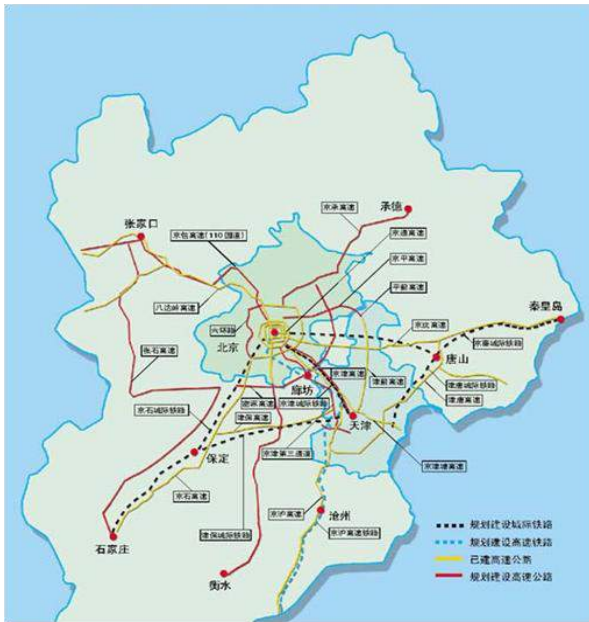 承德
京承高速
张家口
京包高速(110国道)
京通高速
京平高速
平蓟高速
八达岭高速
秦皇岛
六环路
北京
京沈高速
京秦城际铁路
张石高速
唐山
廊坊
京津高速
津蓟高速
津唐城际铁路
京津城际铁路
津唐高速
津保高速
天津
京石城际铁路
保定
京津第三通道
京津塘高速
京石高速
津保城际铁路
京沪高速
沧州
京沪高速铁路
石家庄
衡水
规划建设城际铁路
规划建设高速铁路
已建高速公路
规划建设高速公路